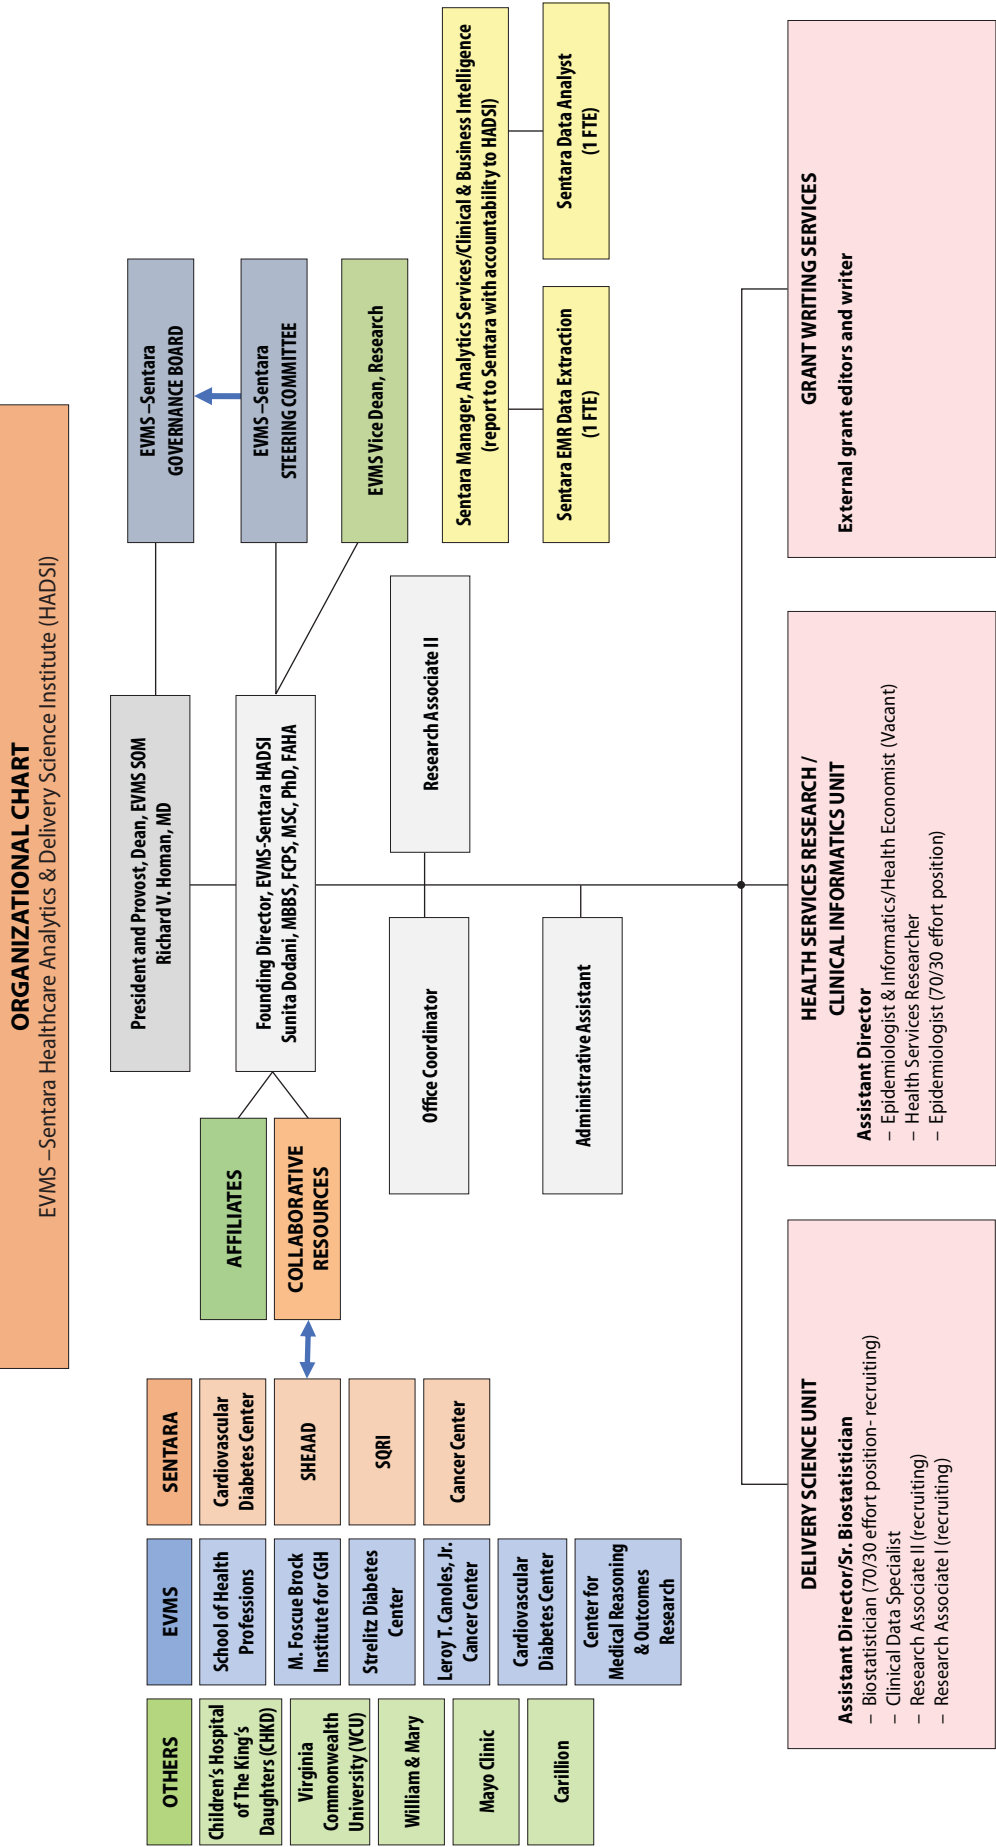 ORGANIZATIONAL CHART
EVMS –Sentara Healthcare Analytics & Delivery Science Institute (HADSI)
President and Provost, Dean, EVMS SOM
Richard V. Homan, MD
EVMS –Sentara
GOVERNANCE BOARD
Founding Director, EVMS-Sentara HADSI
Sunita Dodani, MBBS, FCPS, MSC, PhD, FAHA
EVMS –Sentara
STEERING COMMITTEE
EVMS Vice Dean, Research
AFFILIATES
COLLABORATIVE
RESOURCES
OTHERS
Children's Hospital
of The King's
Daughters (CHKD)
Virginia
Commonwealth
University (VCU)
William & Mary
Mayo Clinic
Carillion
EVMS
School of Health
Professions
M. Foscue Brock
Institute for CGH
Strelitz Diabetes
Center
Leroy T. Canoles, Jr.
Cancer Center
Cardiovascular
Diabetes Center
Center for
Medical Reasoning
& Outcomes
Research
SENTARA
Cardiovascular
Diabetes Center
SHEAAD
SQRI
Cancer Center
Office Coordinator
Research Associate II
Administrative Assistant
Sentara Manager, Analytics Services/Clinical & Business Intelligence
(report to Sentara with accountability to HADSI)
Sentara EMR Data Extraction
(1 FTE)
Sentara Data Analyst
(1 FTE)
DELIVERY SCIENCE UNIT
Assistant Director/Sr. Biostatistician
– Biostatistician (70/30 effort position- recruiting)
– Clinical Data Specialist
– Research Associate II (recruiting)
– Research Associate I (recruiting)
HEALTH SERVICES RESEARCH /
CLINICAL INFORMATICS UNIT
Assistant Director
– Epidemiologist & Informatics/Health Economist (Vacant)
– Health Services Researcher
– Epidemiologist (70/30 effort position)
GRANT WRITING SERVICES
External grant editors and writer